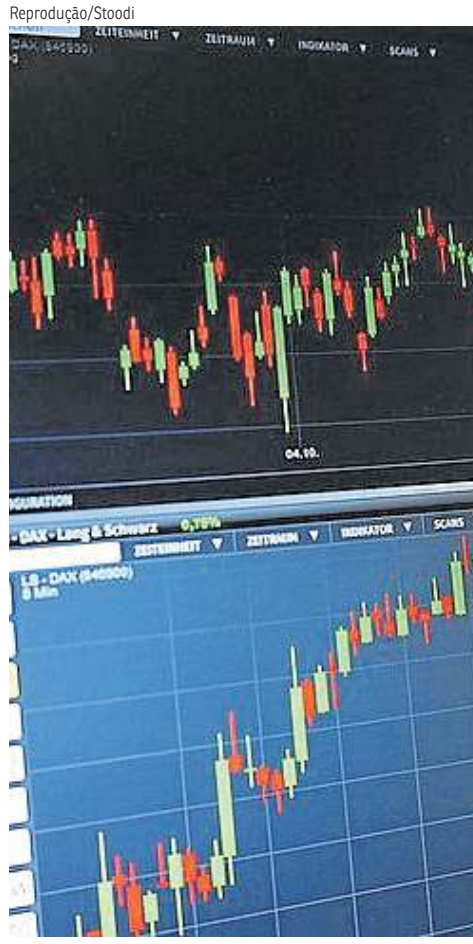 Reprodução/Stoodi
ZEITEINHEIT ▼ ZEITRAUM ▼ INDIKATOR ▼ SCANS ▼
DAX (846900)
04.10.
- DAX - Lang & Schwarz 0,76%
ZEITEINHEIT ▼ ZEITRAUM ▼ INDIKATOR ▼ SCANS
LS - DAX (846900)
5 Min